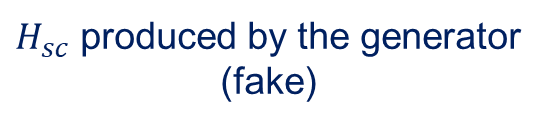 H_sc produced by the generator
(fake)